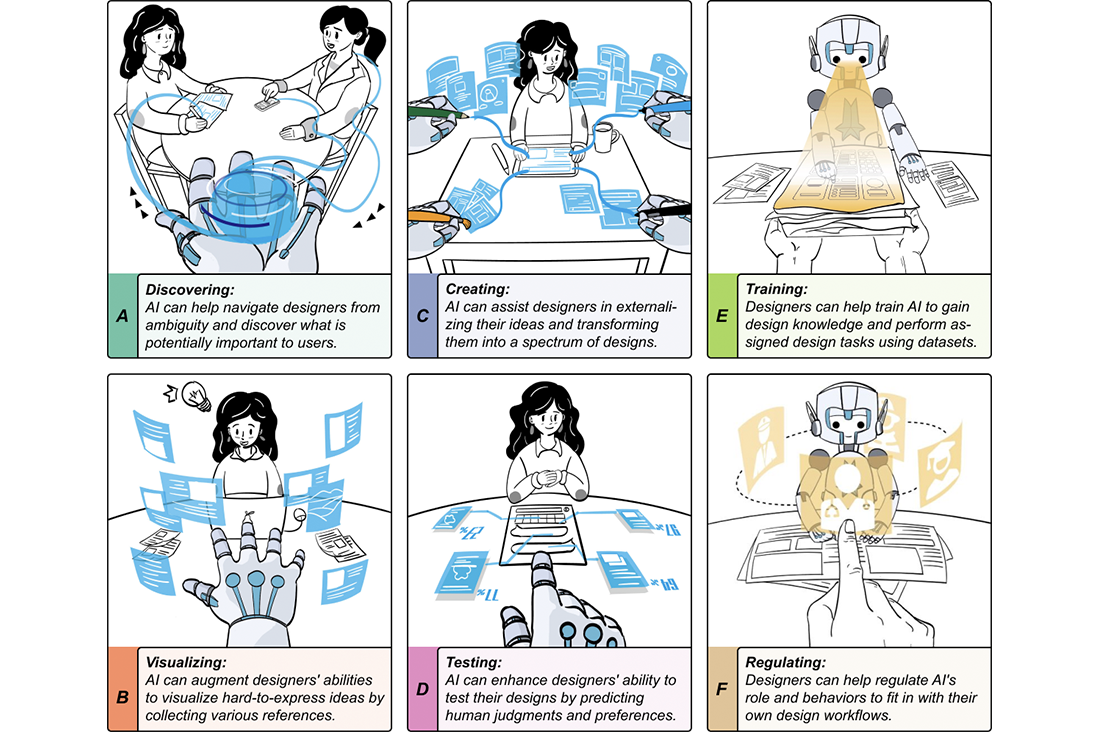 A
Discovering:
AI can help navigate designers from
ambiguity and discover what is
potentially important to users.
B
Visualizing:
AI can augment designers' abilities
to visualize hard-to-express ideas by
collecting various references.
C
Creating:
AI can assist designers in externali-
zing their ideas and transforming
them into a spectrum of designs.
D
Testing:
AI can enhance designers' ability to
test their designs by predicting
human judgments and preferences.
E
Training:
Designers can help train AI to gain
design knowledge and perform as-
signed design tasks using datasets.
F
Regulating:
Designers can help regulate AI's
role and behaviors to fit in with their
own design workflows.